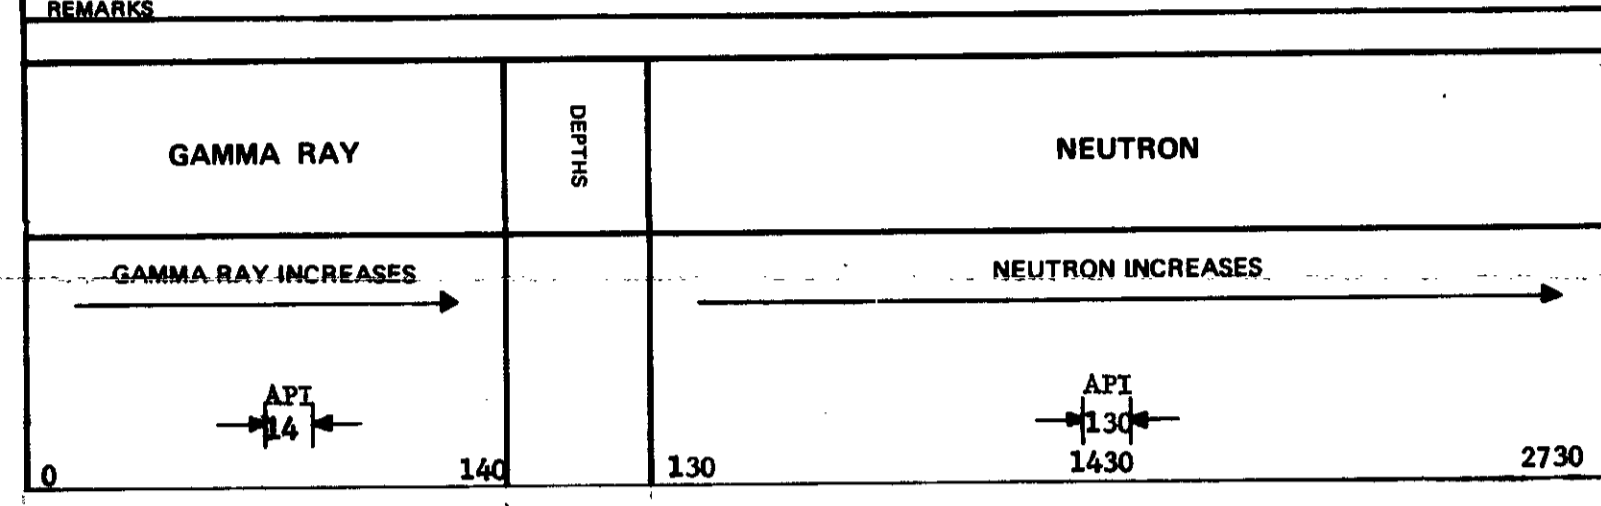 REMARKS
GAMMA RAY
DEPTHS
NEUTRON
GAMMA RAY INCREASES
NEUTRON INCREASES
API
14
API
130
0
140
130
1430
2730